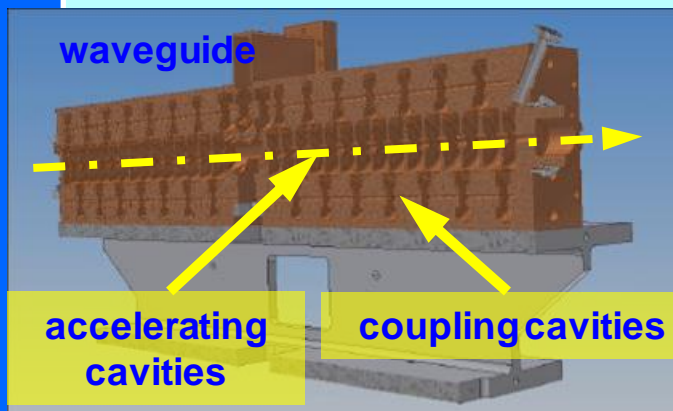 waveguide
accelerating
cavities
coupling cavities